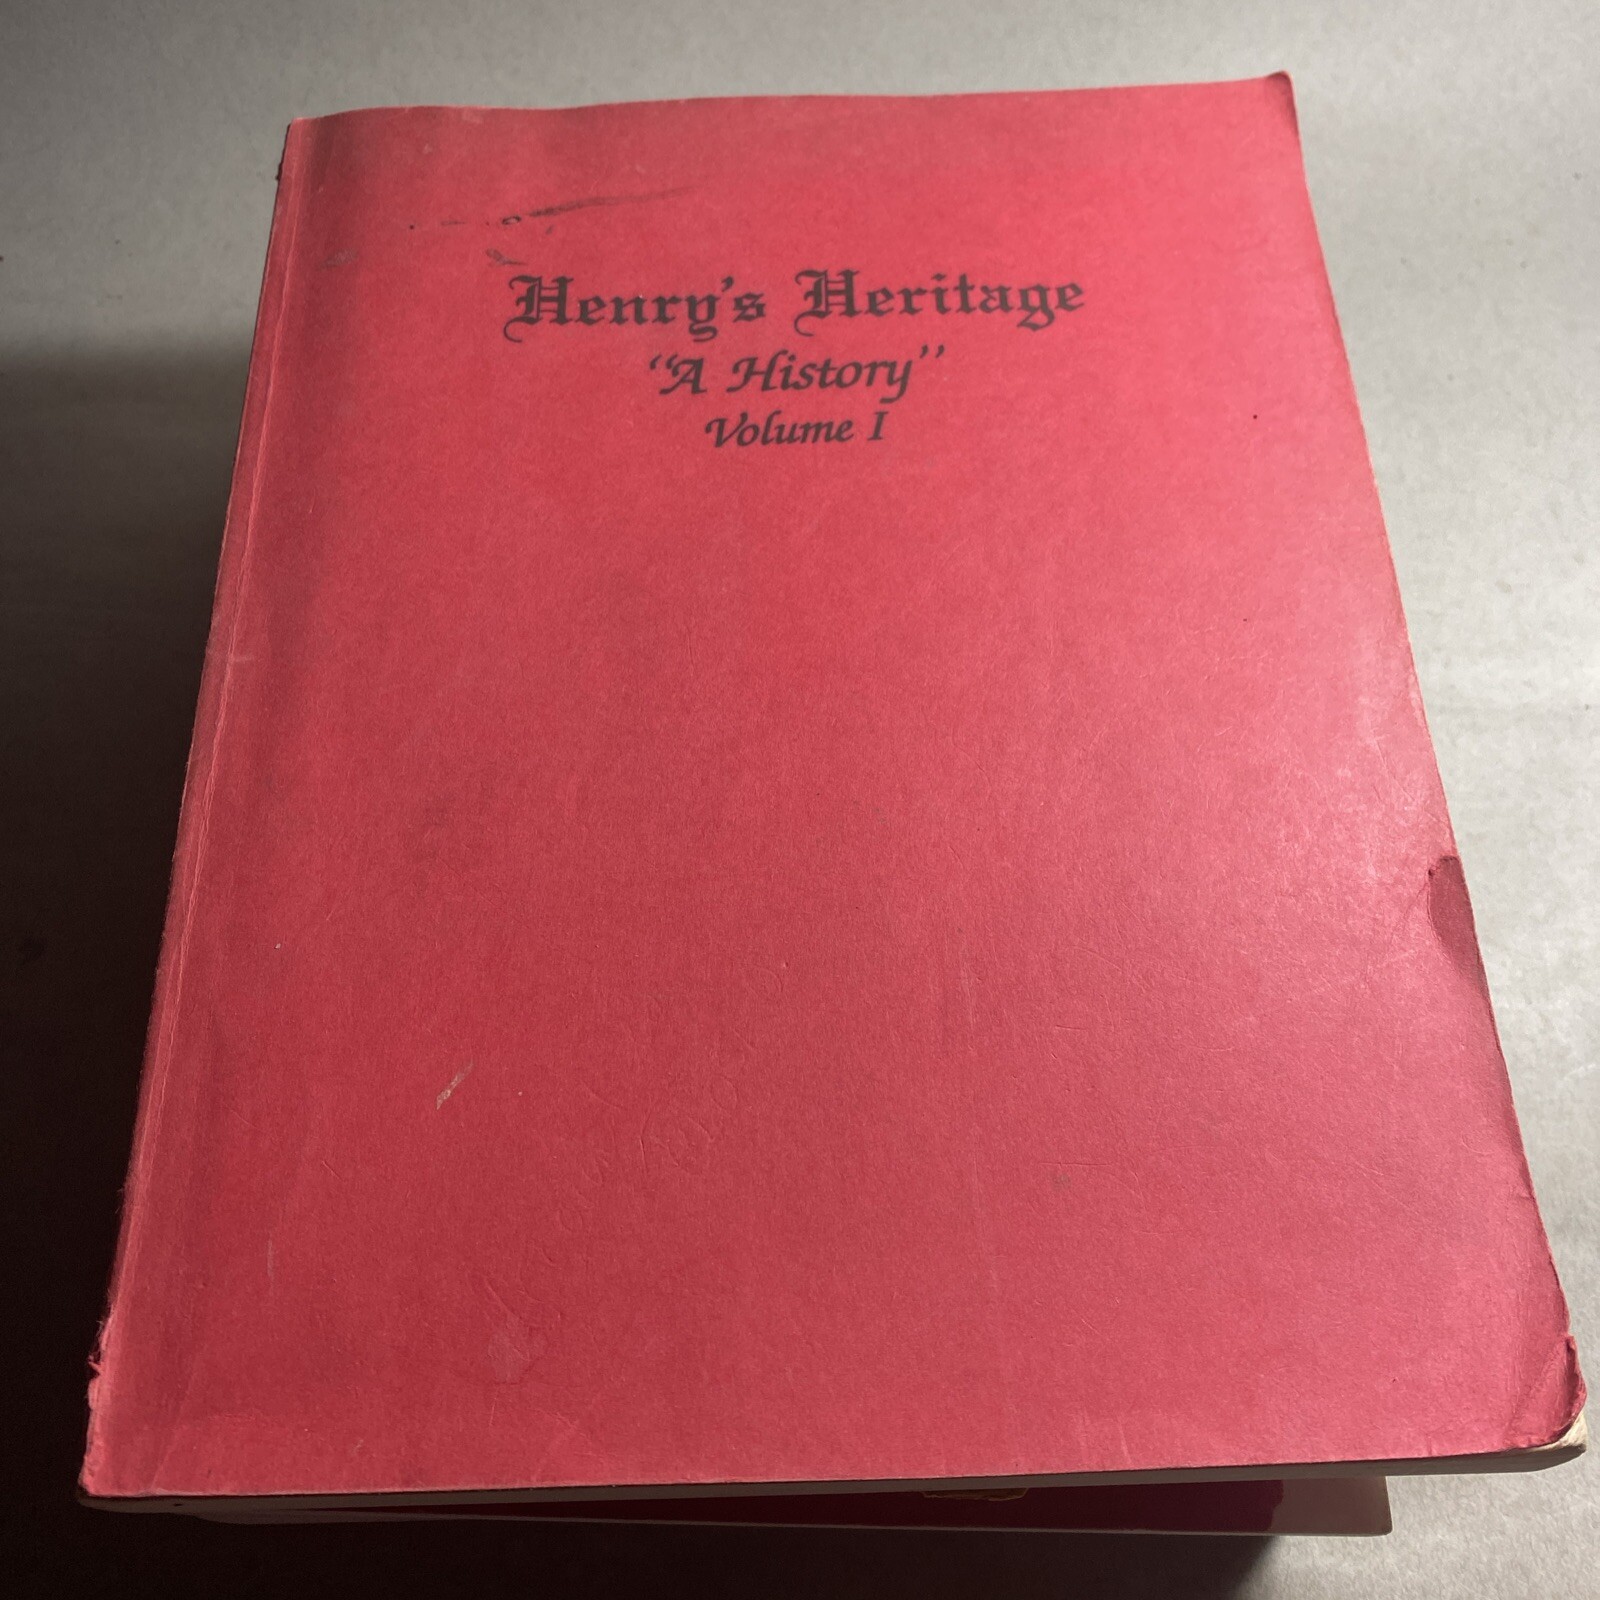 Henry's Heritage
"A History"
Volume I